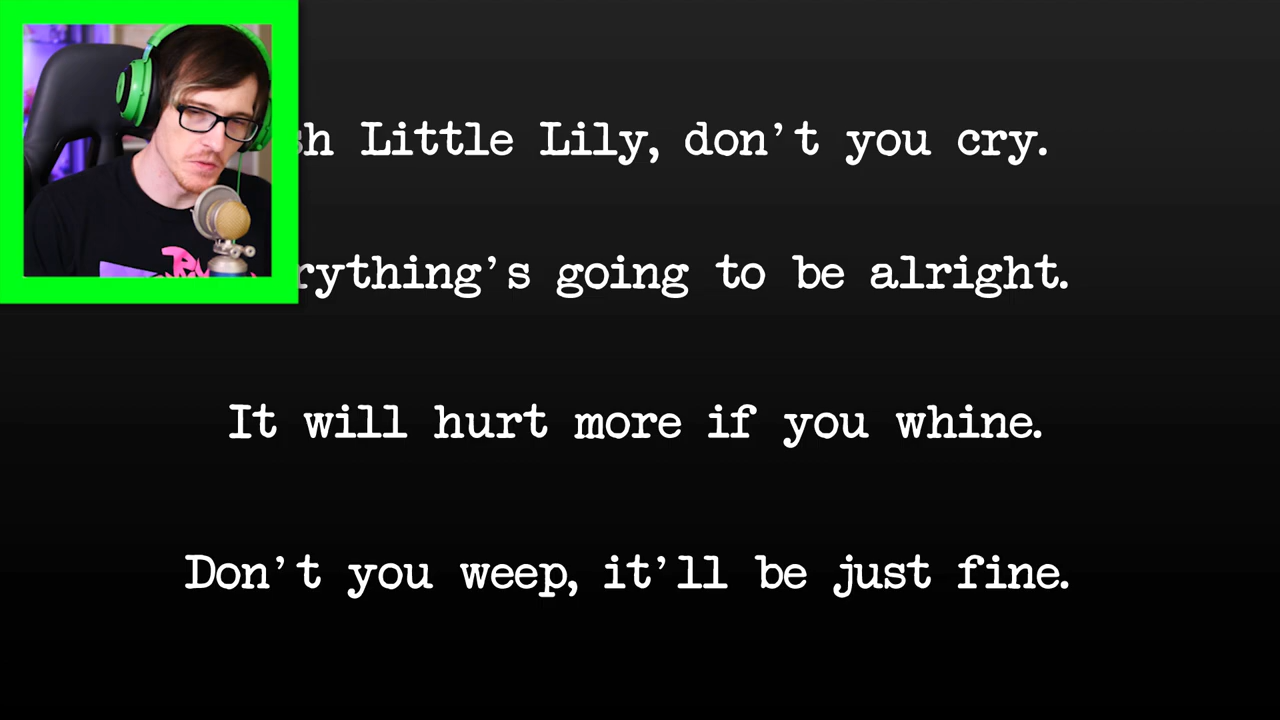 Little Lily, don't you cry.
going to be alright.
It will hurt more if you whine.
Don't you weep, it'll be just fine.